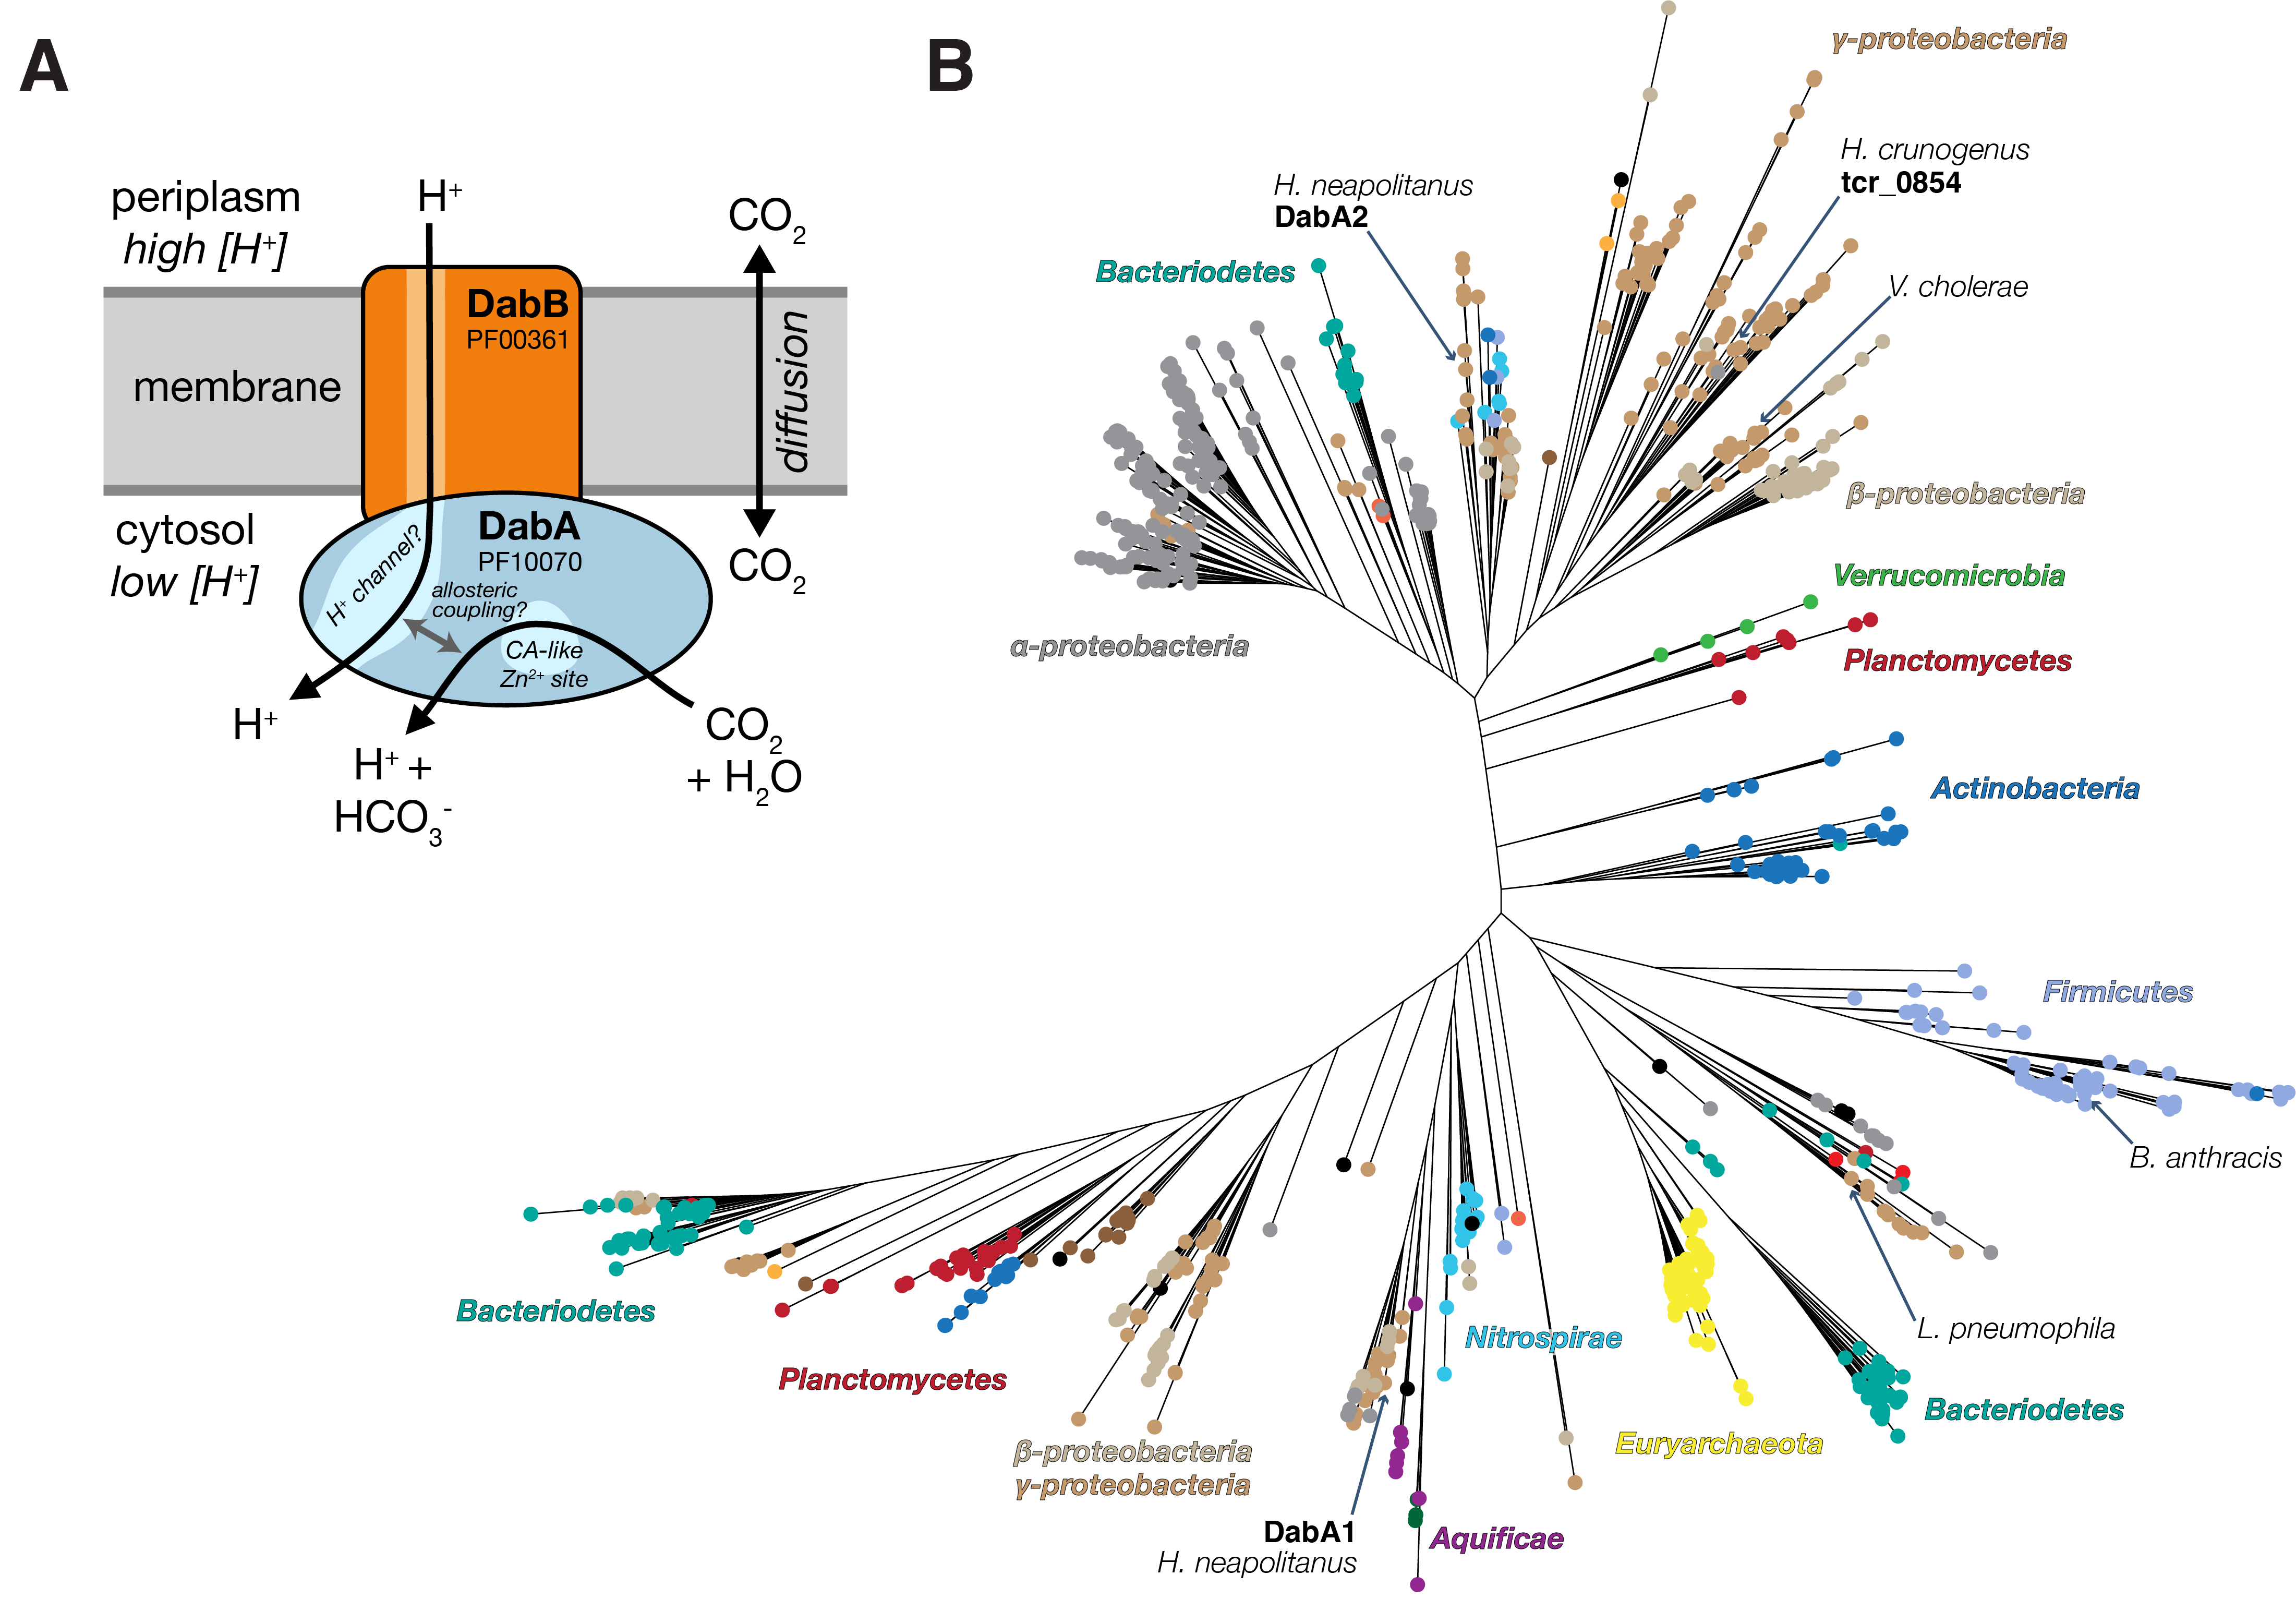 A
periplasm
high [H+]
H+
CO2
DabB
PF00361
membrane
diffusion
cytosol
low [H+]
DabA
PF10070
CO2
H+ channel?
allosteric
coupling?
CA-like
Zn2+ site
H+
H+ +
HCO3-
CO2
+ H2O
B
γ-proteobacteria
H. crunogenus
tcr_0854
H. neapolitanus
DabA2
Bacteriodetes
V. cholerae
β-proteobacteria
α-proteobacteria
Verrucomicrobia
Planctomycetes
Actinobacteria
Firmicutes
B. anthracis
L. pneumophila
Bacteriodetes
Euryarchaeota
Nitrospirae
Aquificae
DabA1
H. neapolitanus
β-proteobacteria
γ-proteobacteria
Planctomycetes
Bacteriodetes